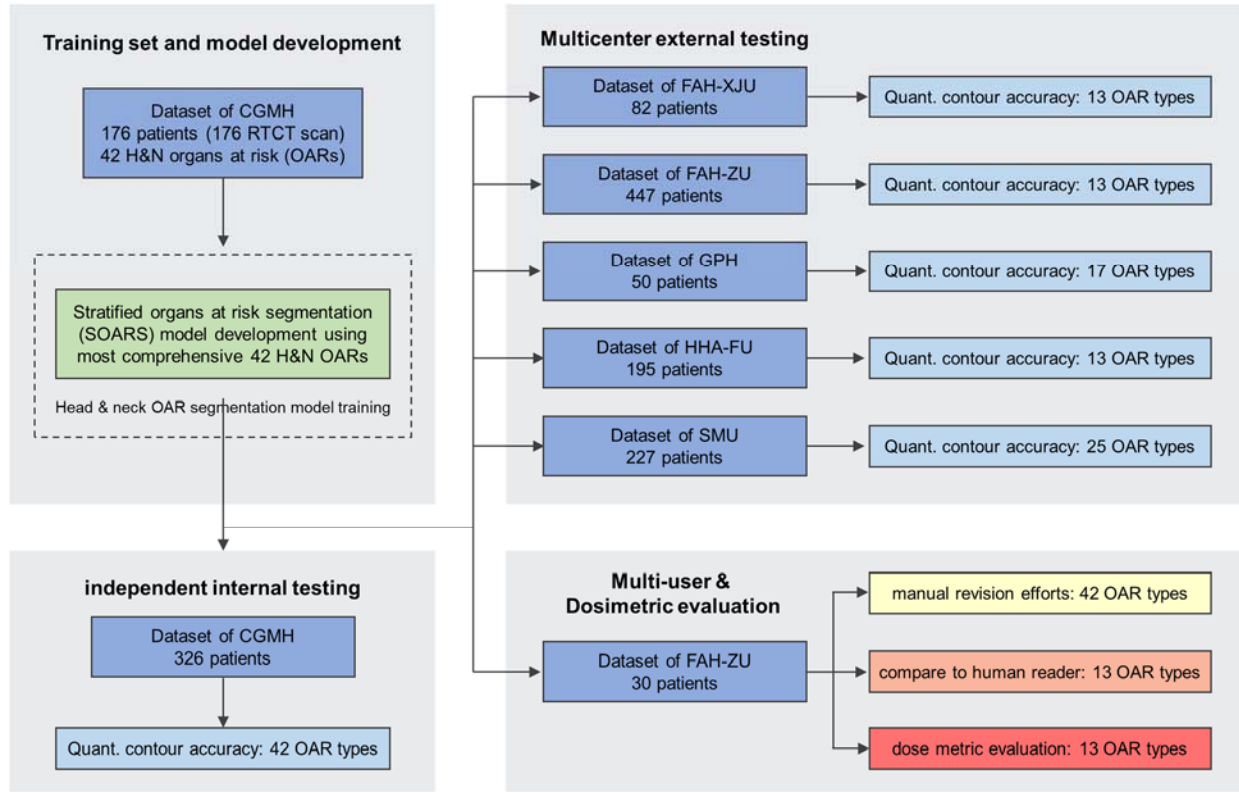 Training set and model development
Dataset of CGMH
176 patients (176 RTCT scan)
42 H&N organs at risk (OARs)
Stratified organs at risk segmentation
(SOARS) model development using
most comprehensive 42 H&N OARs
Head & neck OAR segmentation model training
independent internal testing
Dataset of CGMH
326 patients
Quant. contour accuracy: 42 OAR types
Multicenter external testing
Dataset of FAH-XJU
82 patients
Quant. contour accuracy: 13 OAR types
Dataset of FAH-ZU
447 patients
Quant. contour accuracy: 13 OAR types
Dataset of GPH
50 patients
Quant. contour accuracy: 17 OAR types
Dataset of HHA-FU
195 patients
Quant. contour accuracy: 13 OAR types
Dataset of SMU
227 patients
Quant. contour accuracy: 25 OAR types
Multi-user &
Dosimetric evaluation
Dataset of FAH-ZU
30 patients
manual revision efforts: 42 OAR types
compare to human reader: 13 OAR types
dose metric evaluation: 13 OAR types